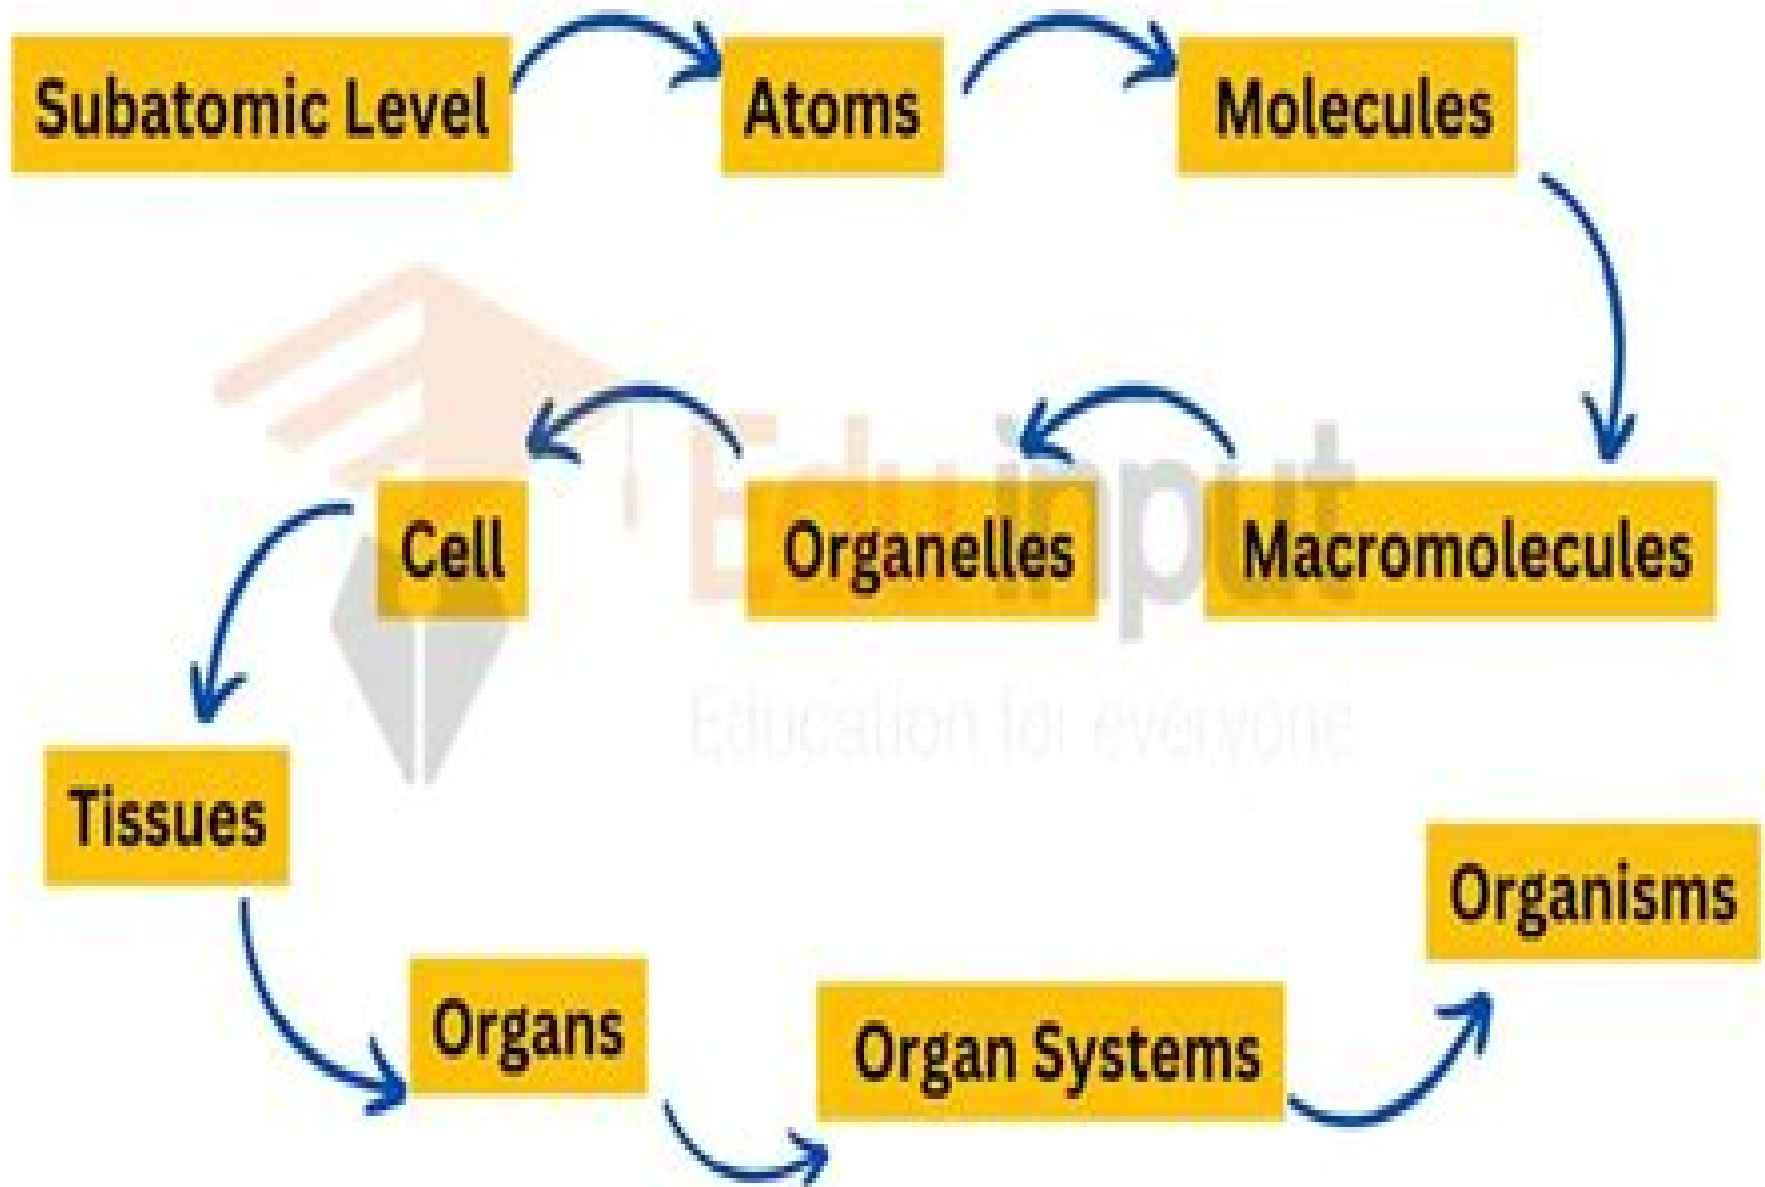 Subatomic Level
Atoms
Molecules
Macromolecules
Organelles
Cell
Tissues
Organs
Organ Systems
Organisms
Eduinput
Education for everyone